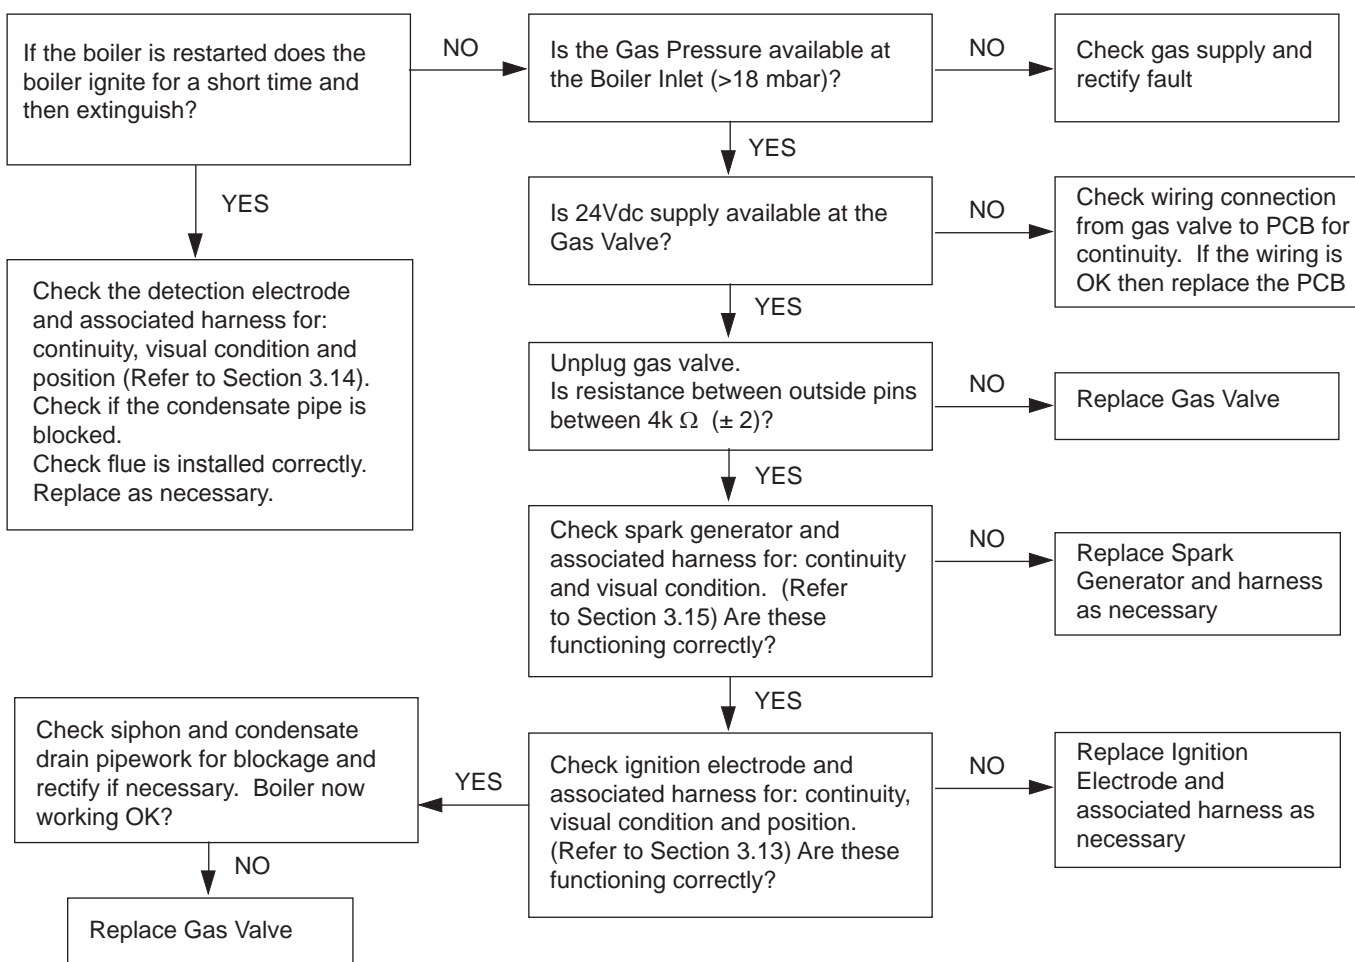 If the boiler is restarted does the
boiler ignite for a short time and
then extinguish?
NO
Is the Gas Pressure available at
the Boiler Inlet (>18 mbar)?
NO
Check gas supply and
rectify fault
YES
YES
Check the detection electrode
and associated harness for:
continuity, visual condition and
position (Refer to Section 3.14).
Check if the condensate pipe is
blocked.
Check flue is installed correctly.
Replace as necessary.
Is 24Vdc supply available at the
Gas Valve?
NO
Check wiring connection
from gas valve to PCB for
continuity. If the wiring is
OK then replace the PCB
YES
Unplug gas valve.
Is resistance between outside pins
between 4k Ω (± 2)?
NO
Replace Gas Valve
YES
Check spark generator and
associated harness for: continuity
and visual condition. (Refer
to Section 3.15) Are these
functioning correctly?
NO
Replace Spark
Generator and harness
as necessary
YES
Check ignition electrode and
associated harness for: continuity,
visual condition and position.
(Refer to Section 3.13) Are these
functioning correctly?
NO
Replace Ignition
Electrode and
associated harness as
necessary
YES
Check siphon and condensate
drain pipework for blockage and
rectify if necessary. Boiler now
working OK?
NO
Replace Gas Valve